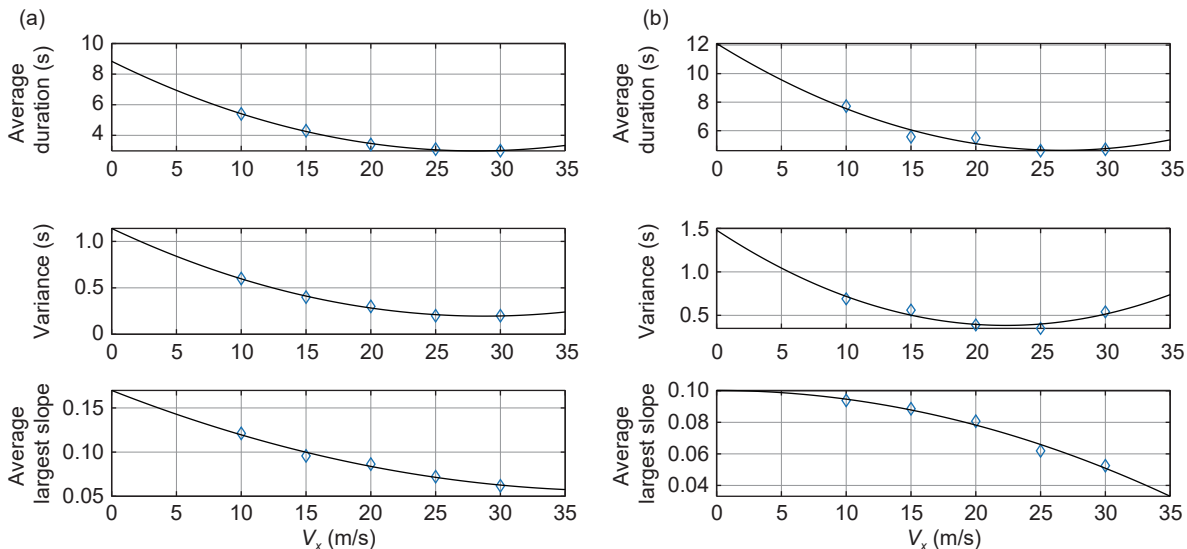 (a)
Average
duration (s)
10
8
6
4
0 5 10 15 20 25 30 35
Variance (s)
1.0
0.5
0
0 5 10 15 20 25 30 35
Average
largest slope
0.15
0.10
0.05
0 5 10 15 20 25 30 35
Vx (m/s)
(b)
Average
duration (s)
12
10
8
6
0 5 10 15 20 25 30 35
Variance (s)
1.5
1.0
0.5
0 5 10 15 20 25 30 35
Average
largest slope
0.10
0.08
0.06
0.04
0 5 10 15 20 25 30 35
Vx (m/s)